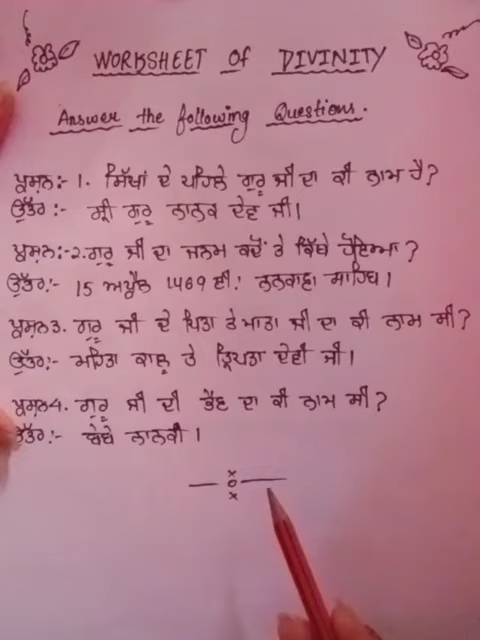 WORKSHEET Of DIVINITY
Answer the following Questions.
ਪ੍ਰਸ਼ਨ:- 1. ਸਿੱਖਾਂ ਦੇ ਪਹਿਲੇ ਗੁਰੂ ਜੀ ਦਾ ਕੀ ਨਾਮ ਹੈ?
ਉੱਤਰ:- ਸ੍ਰੀ ਗੁਰੂ ਨਾਨਕ ਦੇਵ ਜੀ।
ਪ੍ਰਸ਼ਨ:-2. ਗੁਰੂ ਜੀ ਦਾ ਜਨਮ ਕਦੋਂ ਤੇ ਕਿੱਥੇ ਹੋਇਆ?
ਉੱਤਰ:- 15 ਅਪ੍ਰੈਲ 1469 ਈ: ਨਨਕਾਣਾ ਸਾਹਿਬ।
ਪ੍ਰਸ਼ਨ3. ਗੁਰੂ ਜੀ ਦੇ ਪਿਤਾ ਤੇ ਮਾਤਾ ਜੀ ਦਾ ਕੀ ਨਾਮ ਸੀ?
ਉੱਤਰ:- ਮਹਿਤਾ ਕਾਲੂ ਤੇ ਤ੍ਰਿਪਤਾ ਦੇਵੀ ਜੀ।
ਪ੍ਰਸ਼ਨ4. ਗੁਰੂ ਜੀ ਦੀ ਭੈਣ ਦਾ ਕੀ ਨਾਮ ਸੀ?
ਉੱਤਰ:- ਬੇਬੇ ਨਾਨਕੀ।